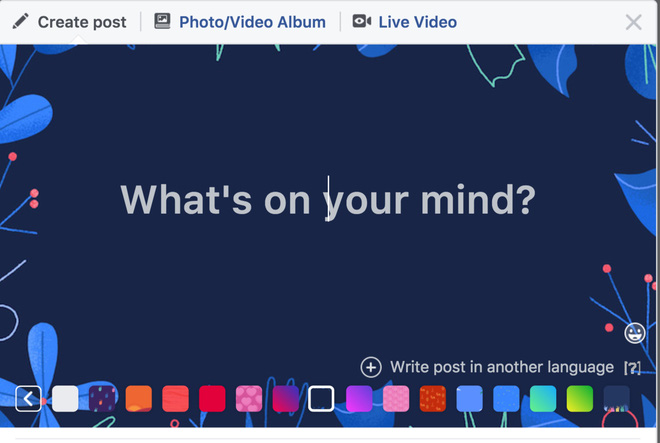 Create post Photo/Video Album Live Video
What's on your mind?
Write post in another language [?]